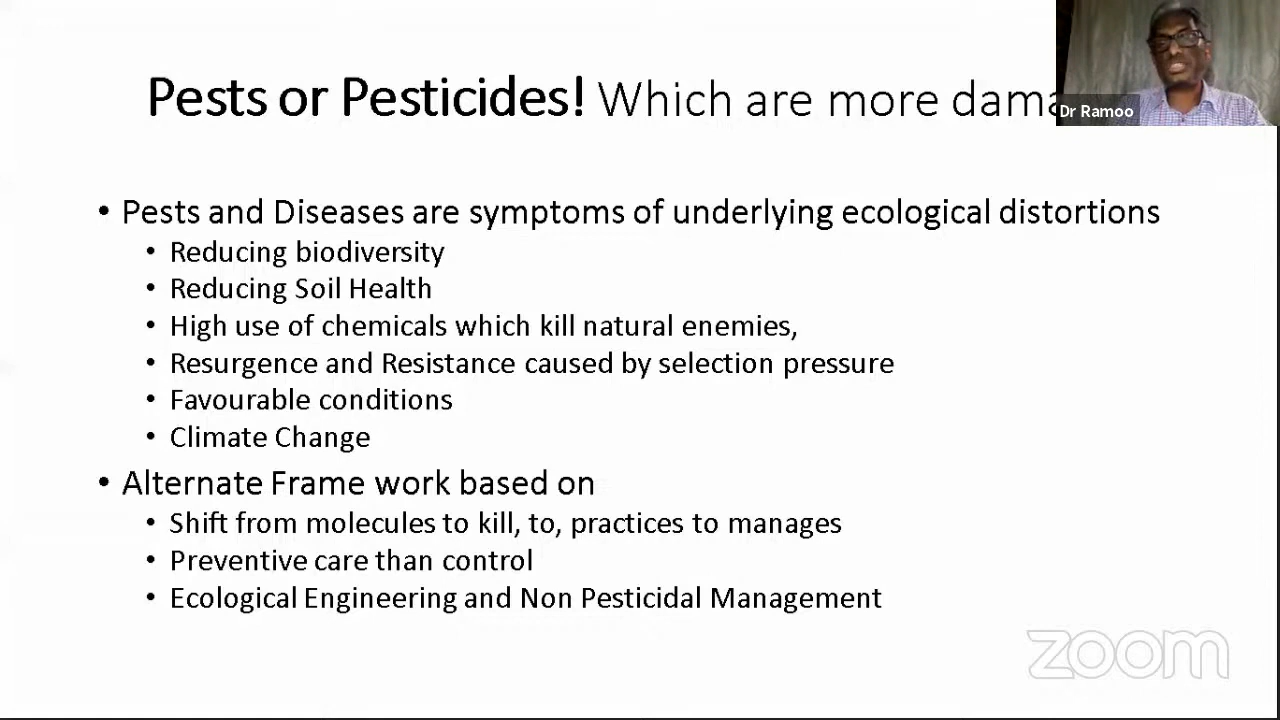 Pests or Pesticides! Which are more dama
Dr Ramoo
• Pests and Diseases are symptoms of underlying ecological distortions
• Reducing biodiversity
• Reducing Soil Health
• High use of chemicals which kill natural enemies,
• Resurgence and Resistance caused by selection pressure
• Favourable conditions
• Climate Change
• Alternate Frame work based on
• Shift from molecules to kill, to, practices to manages
• Preventive care than control
• Ecological Engineering and Non Pesticidal Management
zoom